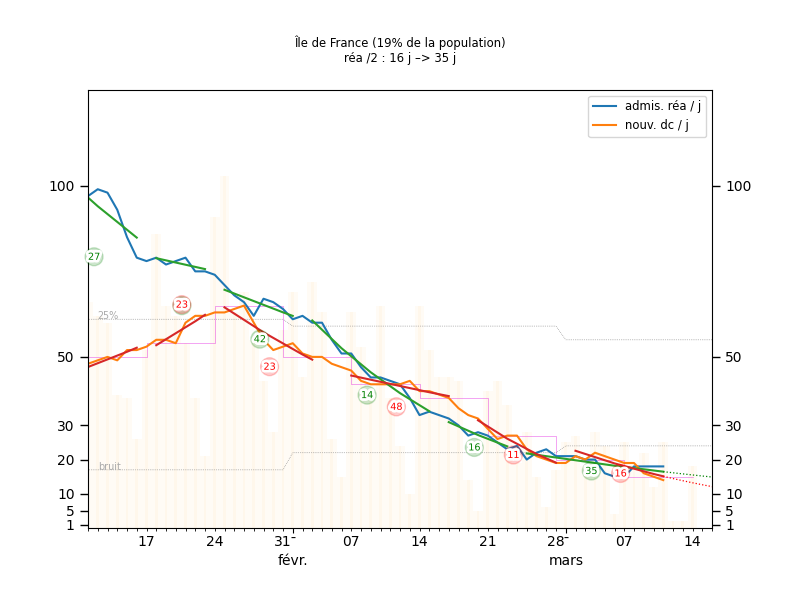 Île de France (19% de la population)
réa /2 : 16 j –> 35 j
admis. réa / j
nouv. dc / j
100 100
27
23
25%
42
50 50
23
14
48
30 30
16
11
20 20
bruit
35
16
10 10
5 5
1 1
17 24 31 07 14 21 28 07 14
févr. mars